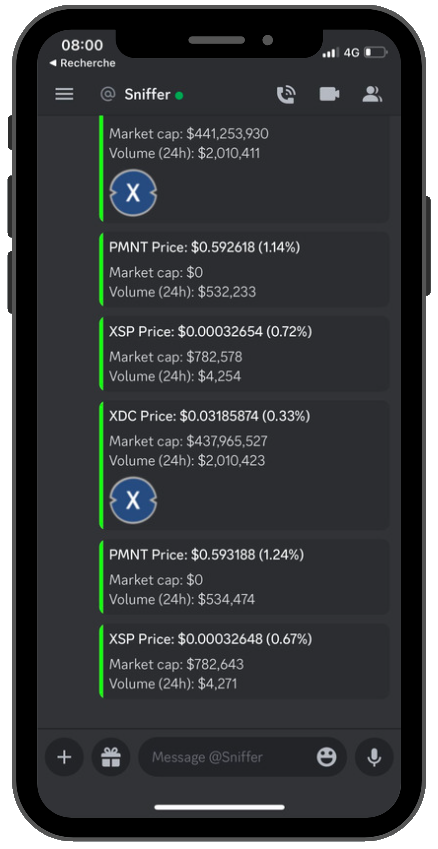 08:00
4G
◀ Recherche
@ Sniffer
Market cap: $441,253,930
Volume (24h): $2,010,411
X
PMNT Price: $0.592618 (1.14%)
Market cap: $0
Volume (24h): $532,233
XSP Price: $0.00032654 (0.72%)
Market cap: $782,578
Volume (24h): $4,254
XDC Price: $0.03185874 (0.33%)
Market cap: $437,965,527
Volume (24h): $2,010,423
X
PMNT Price: $0.593188 (1.24%)
Market cap: $0
Volume (24h): $534,474
XSP Price: $0.00032648 (0.67%)
Market cap: $782,643
Volume (24h): $4,271
Message @Sniffer